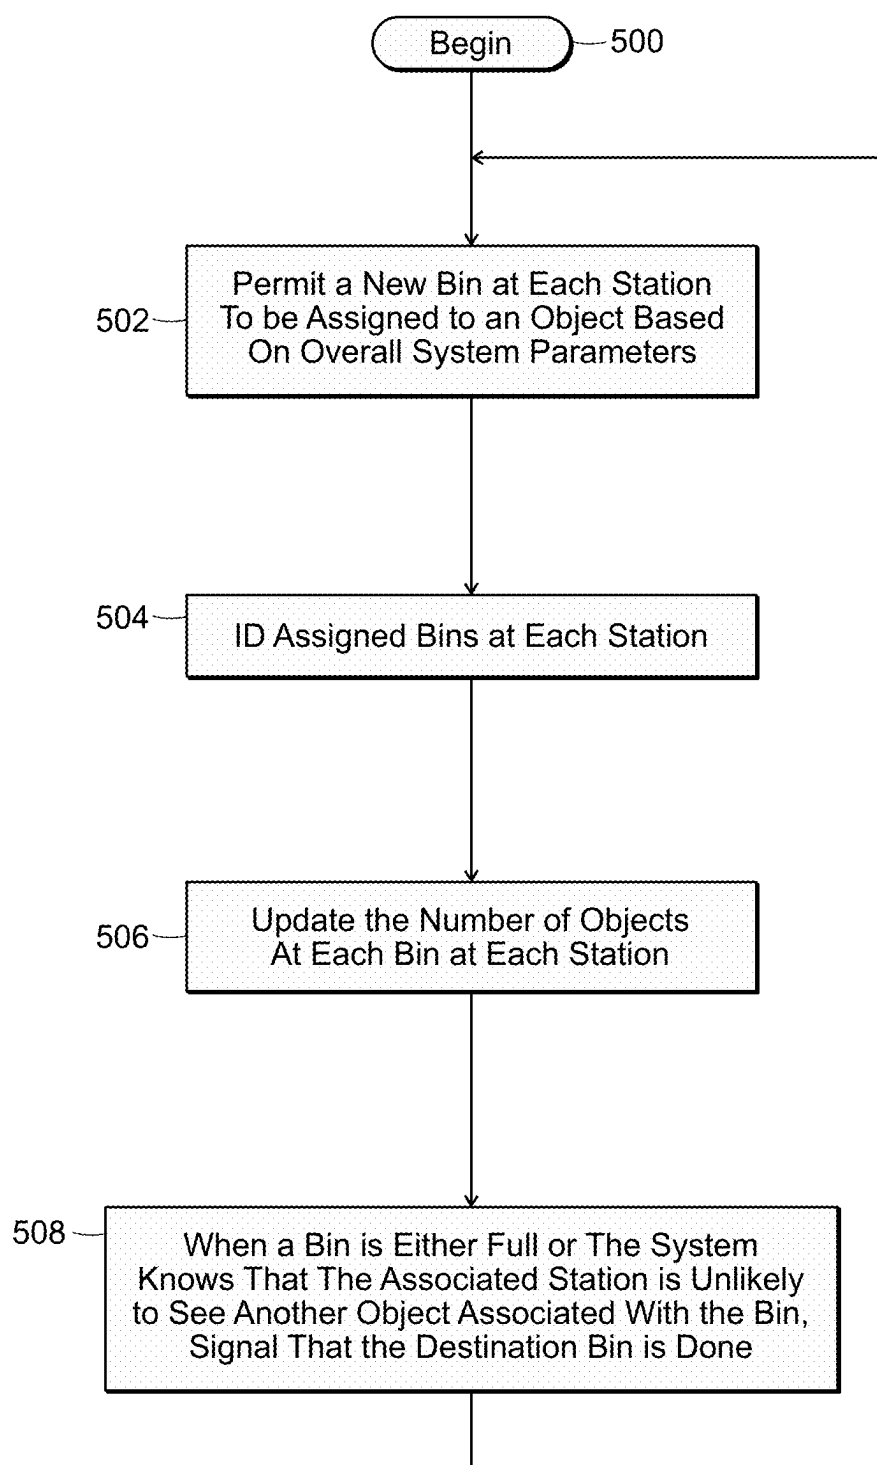 Begin
500
502
Permit a New Bin at Each Station
To be Assigned to an Object Based
On Overall System Parameters
504
ID Assigned Bins at Each Station
506
Update the Number of Objects
At Each Bin at Each Station
508
When a Bin is Either Full or The System
Knows That The Associated Station is Unlikely
to See Another Object Associated With the Bin,
Signal That the Destination Bin is Done